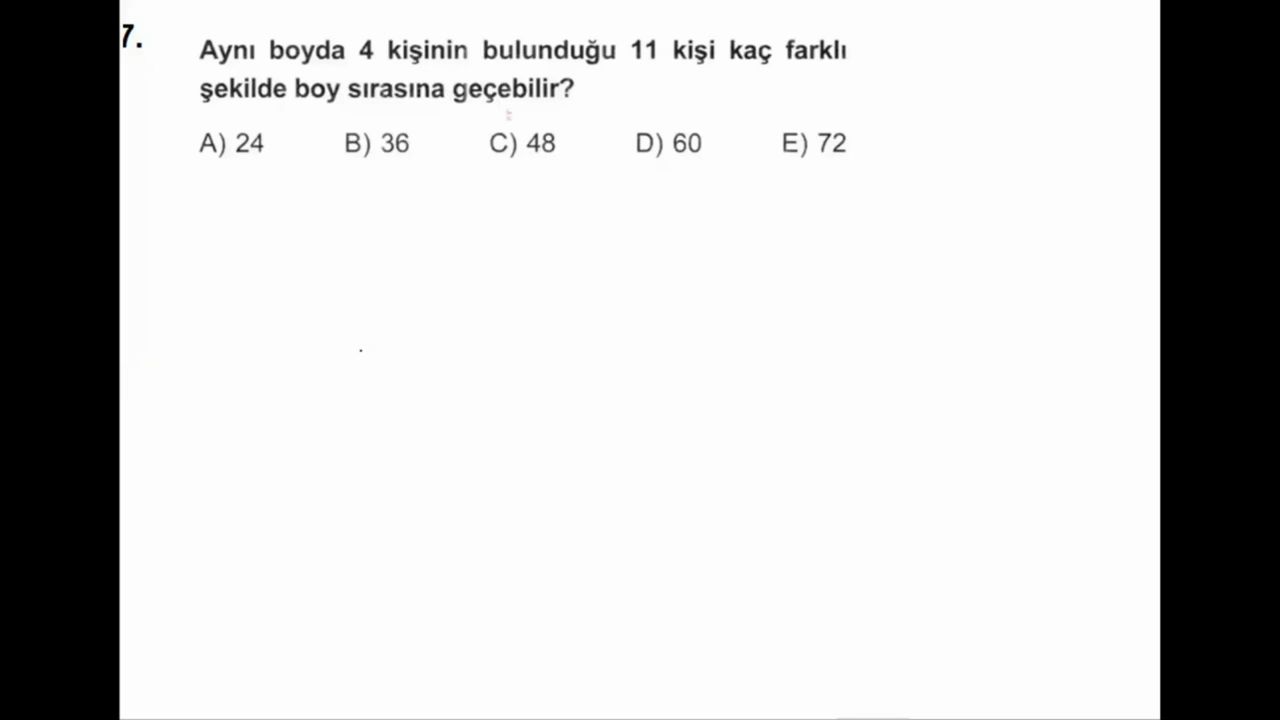 7.
Aynı boyda 4 kişinin bulunduğu 11 kişi kaç farklı
şekilde boy sırasına geçebilir?
A) 24 B) 36 C) 48 D) 60 E) 72